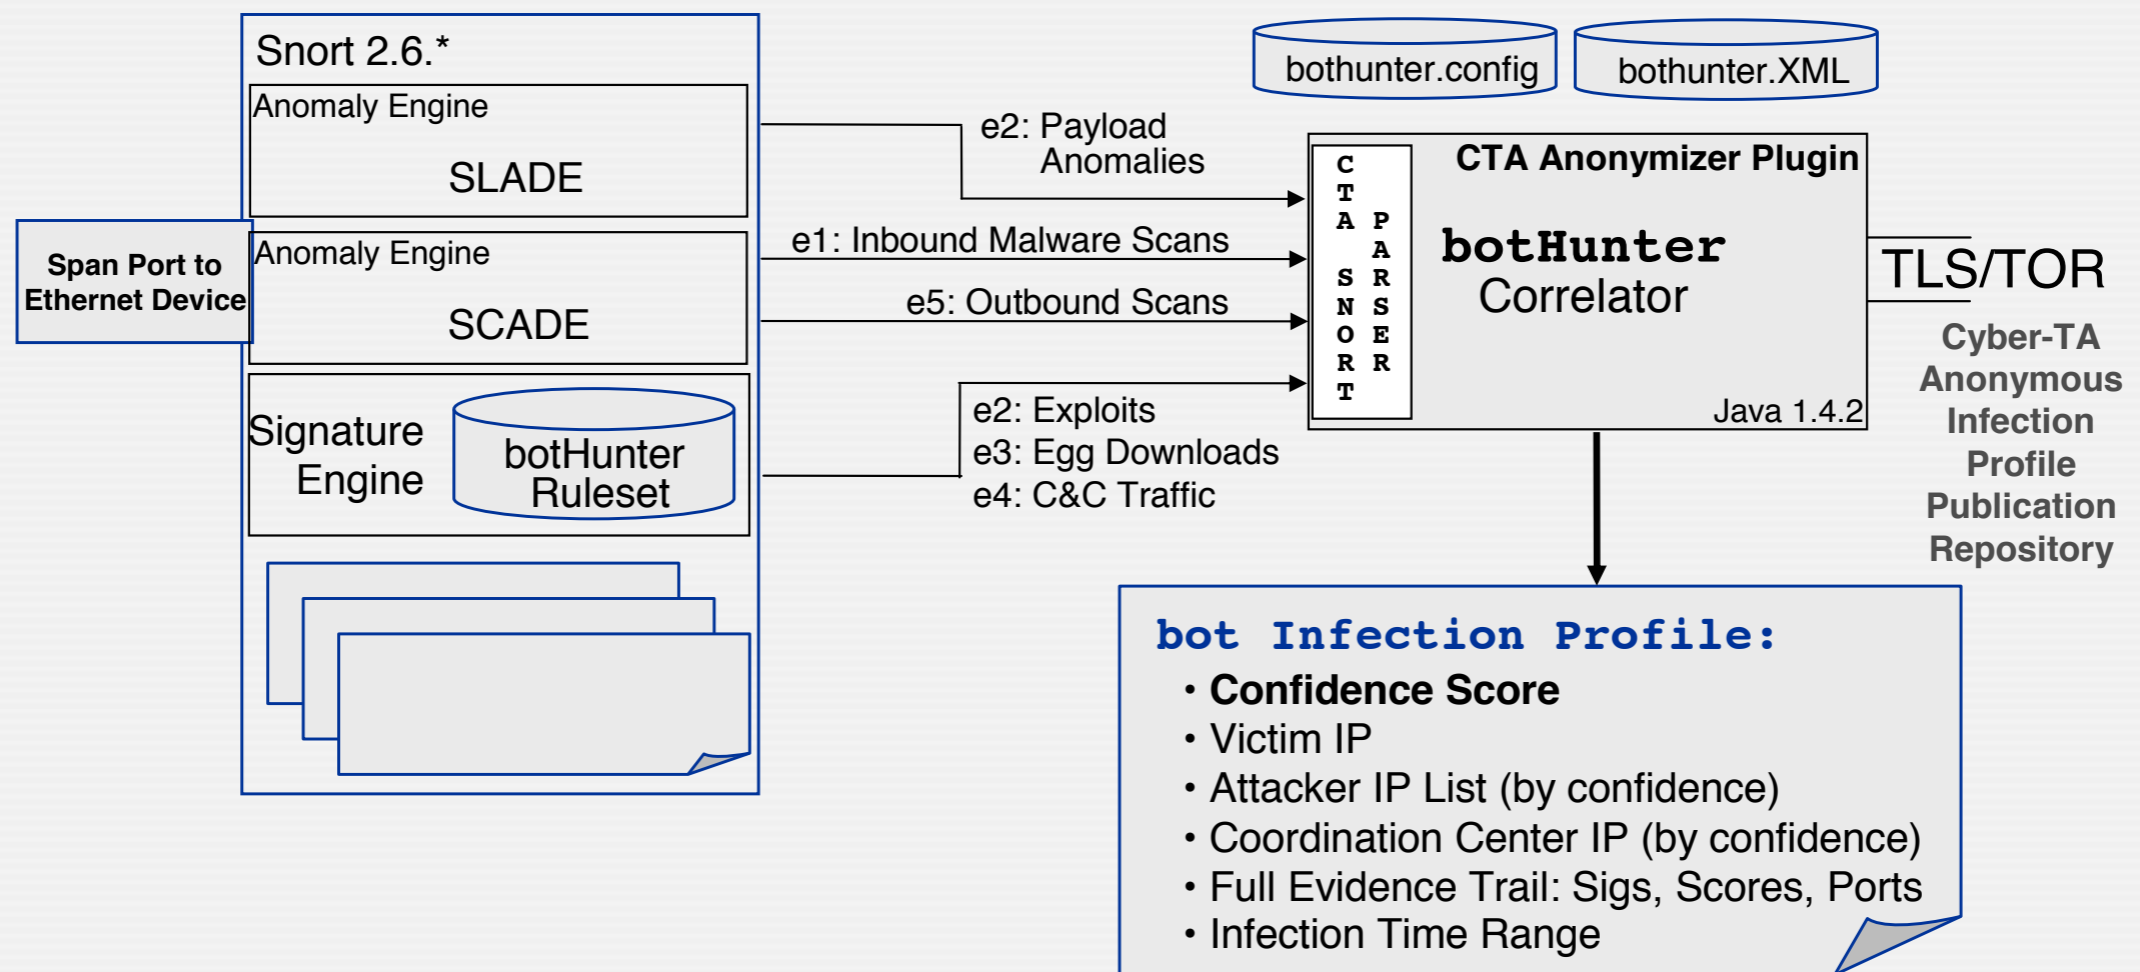 Snort 2.6.*
Anomaly Engine
SLADE
Span Port to
Ethernet Device
Anomaly Engine
SCADE
Signature
Engine
botHunter
Ruleset
e2: Payload
Anomalies
e1: Inbound Malware Scans
e5: Outbound Scans
e2: Exploits
e3: Egg Downloads
e4: C&C Traffic
bothunter.config
bothunter.XML
CTA SNORT
PARSER
CTA Anonymizer Plugin
botHunter
Correlator
Java 1.4.2
TLS/TOR
Cyber-TA
Anonymous
Infection
Profile
Publication
Repository
bot Infection Profile:
• Confidence Score
• Victim IP
• Attacker IP List (by confidence)
• Coordination Center IP (by confidence)
• Full Evidence Trail: Sigs, Scores, Ports
• Infection Time Range